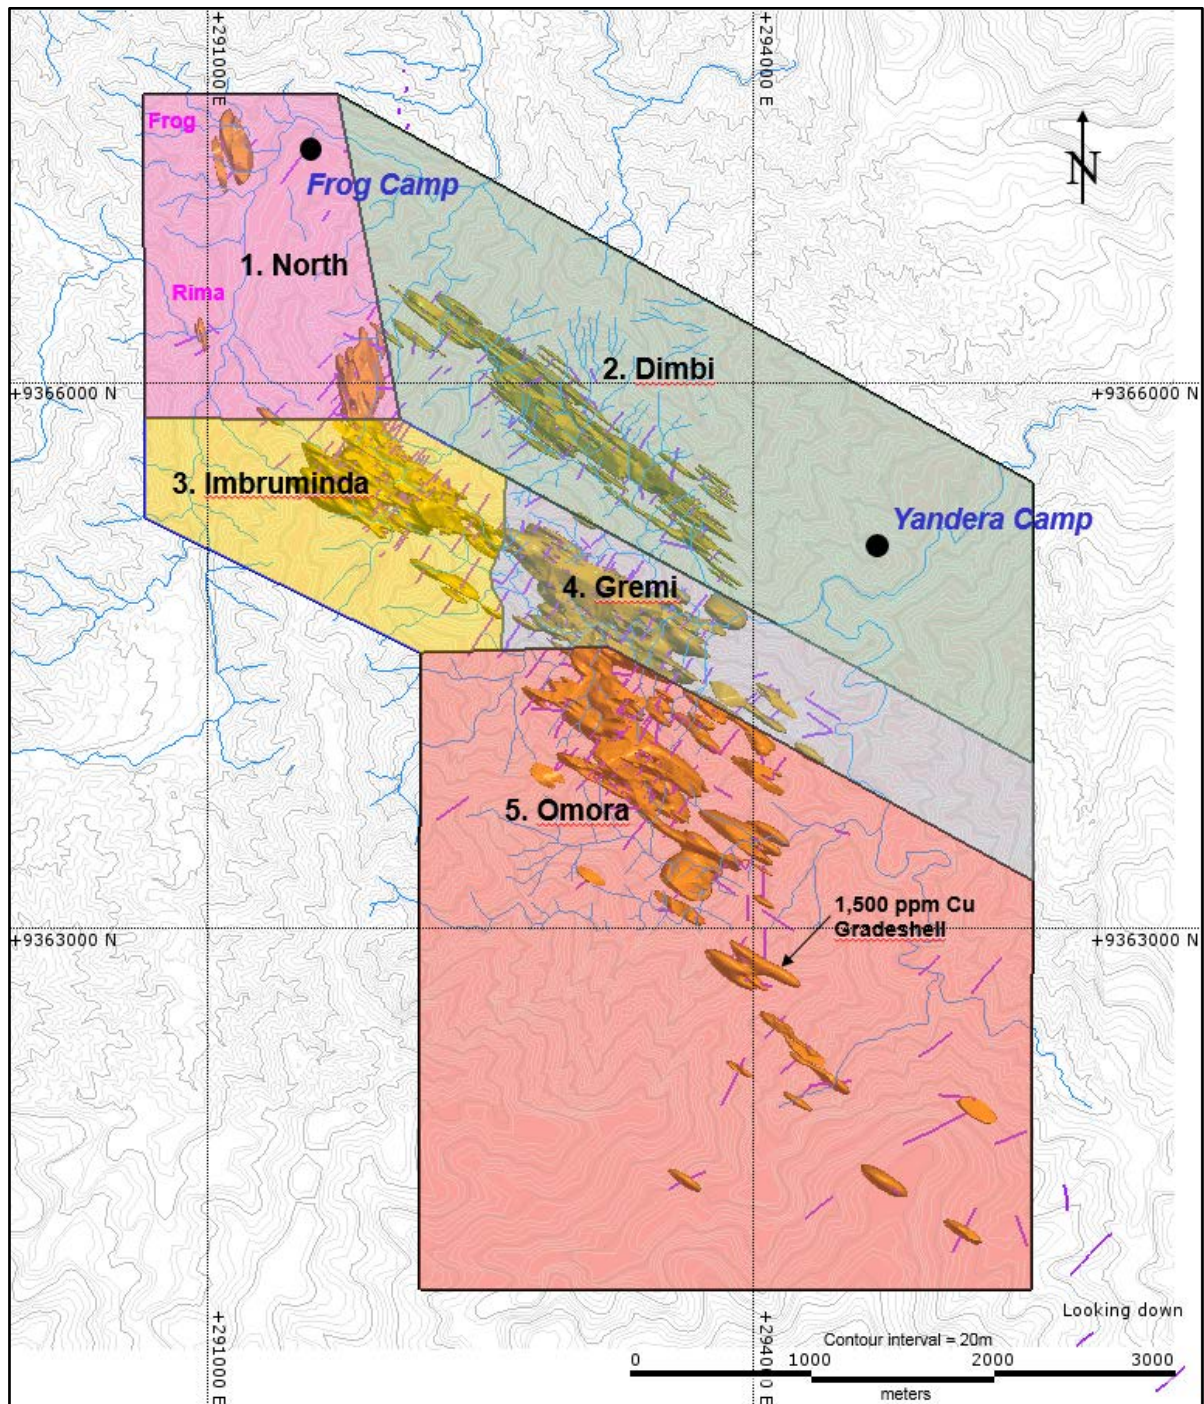 +291000 E
+294000 E
Frog
N
Frog Camp
1. North
Rima
2. Dimbi
+9366000 N
+9366000 N
3. Imbruminda
Yandera Camp
4. Gremi
5. Omora
1,500 ppm Cu
Gradeshell
+9363000 N
+9363000 N
Looking down
+291000 E
+294000 E
Contour interval = 20m
0 1000 2000 3000
meters